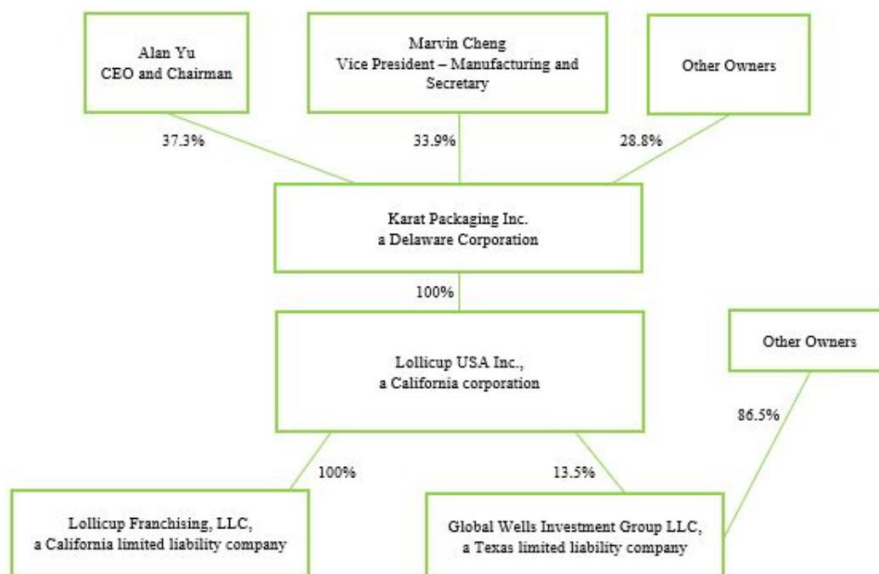 Alan Yu
CEO and Chairman
Marvin Cheng
Vice President – Manufacturing and
Secretary
Other Owners
37.3%
33.9%
28.8%
Karat Packaging Inc.
a Delaware Corporation
100%
Lollicup USA Inc.,
a California corporation
Other Owners
86.5%
100%
13.5%
Lollicup Franchising, LLC,
a California limited liability company
Global Wells Investment Group LLC,
a Texas limited liability company